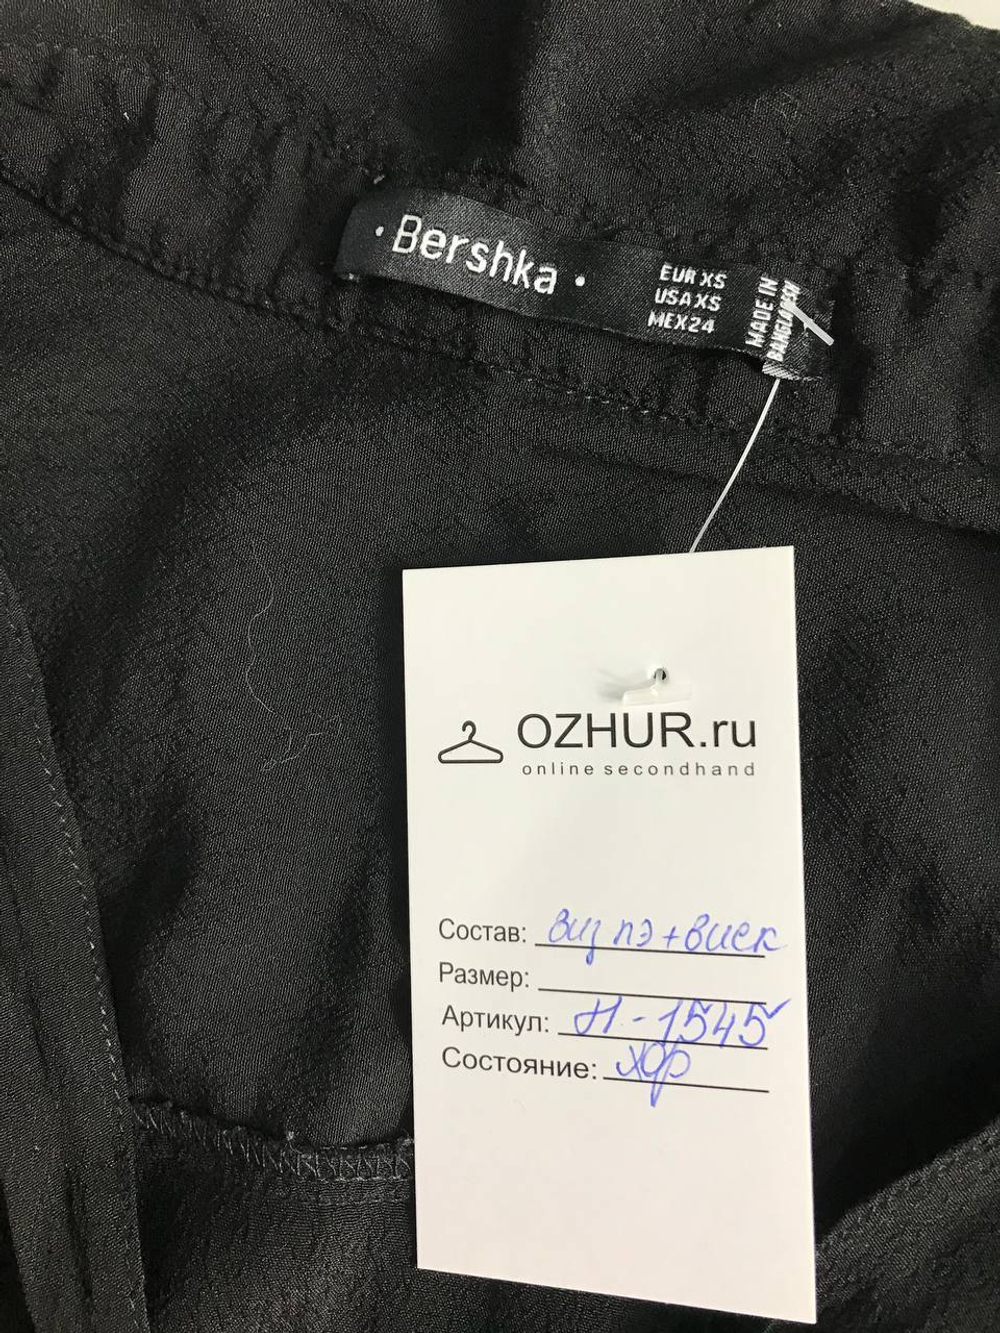 • Bershka •
EUR XS
USA XS
MEX 24
MADE IN
BANGLADESH
OZHUR.ru
online secondhand
Состав: виз пэ + виск
Размер:
Артикул: Н - 1545
Состояние: хор